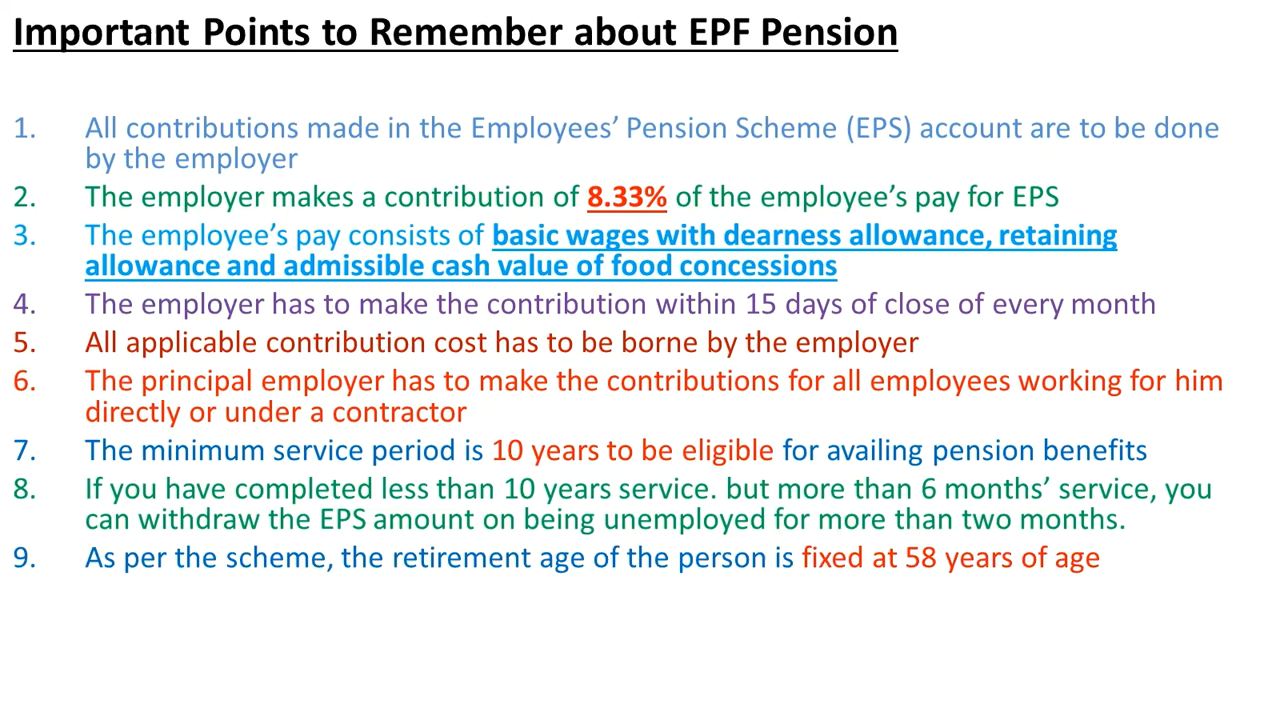 Important Points to Remember about EPF Pension
1. All contributions made in the Employees’ Pension Scheme (EPS) account are to be done
by the employer
2. The employer makes a contribution of 8.33% of the employee’s pay for EPS
3. The employee’s pay consists of basic wages with dearness allowance, retaining
allowance and admissible cash value of food concessions
4. The employer has to make the contribution within 15 days of close of every month
5. All applicable contribution cost has to be borne by the employer
6. The principal employer has to make the contributions for all employees working for him
directly or under a contractor
7. The minimum service period is 10 years to be eligible for availing pension benefits
8. If you have completed less than 10 years service. but more than 6 months’ service, you
can withdraw the EPS amount on being unemployed for more than two months.
9. As per the scheme, the retirement age of the person is fixed at 58 years of age